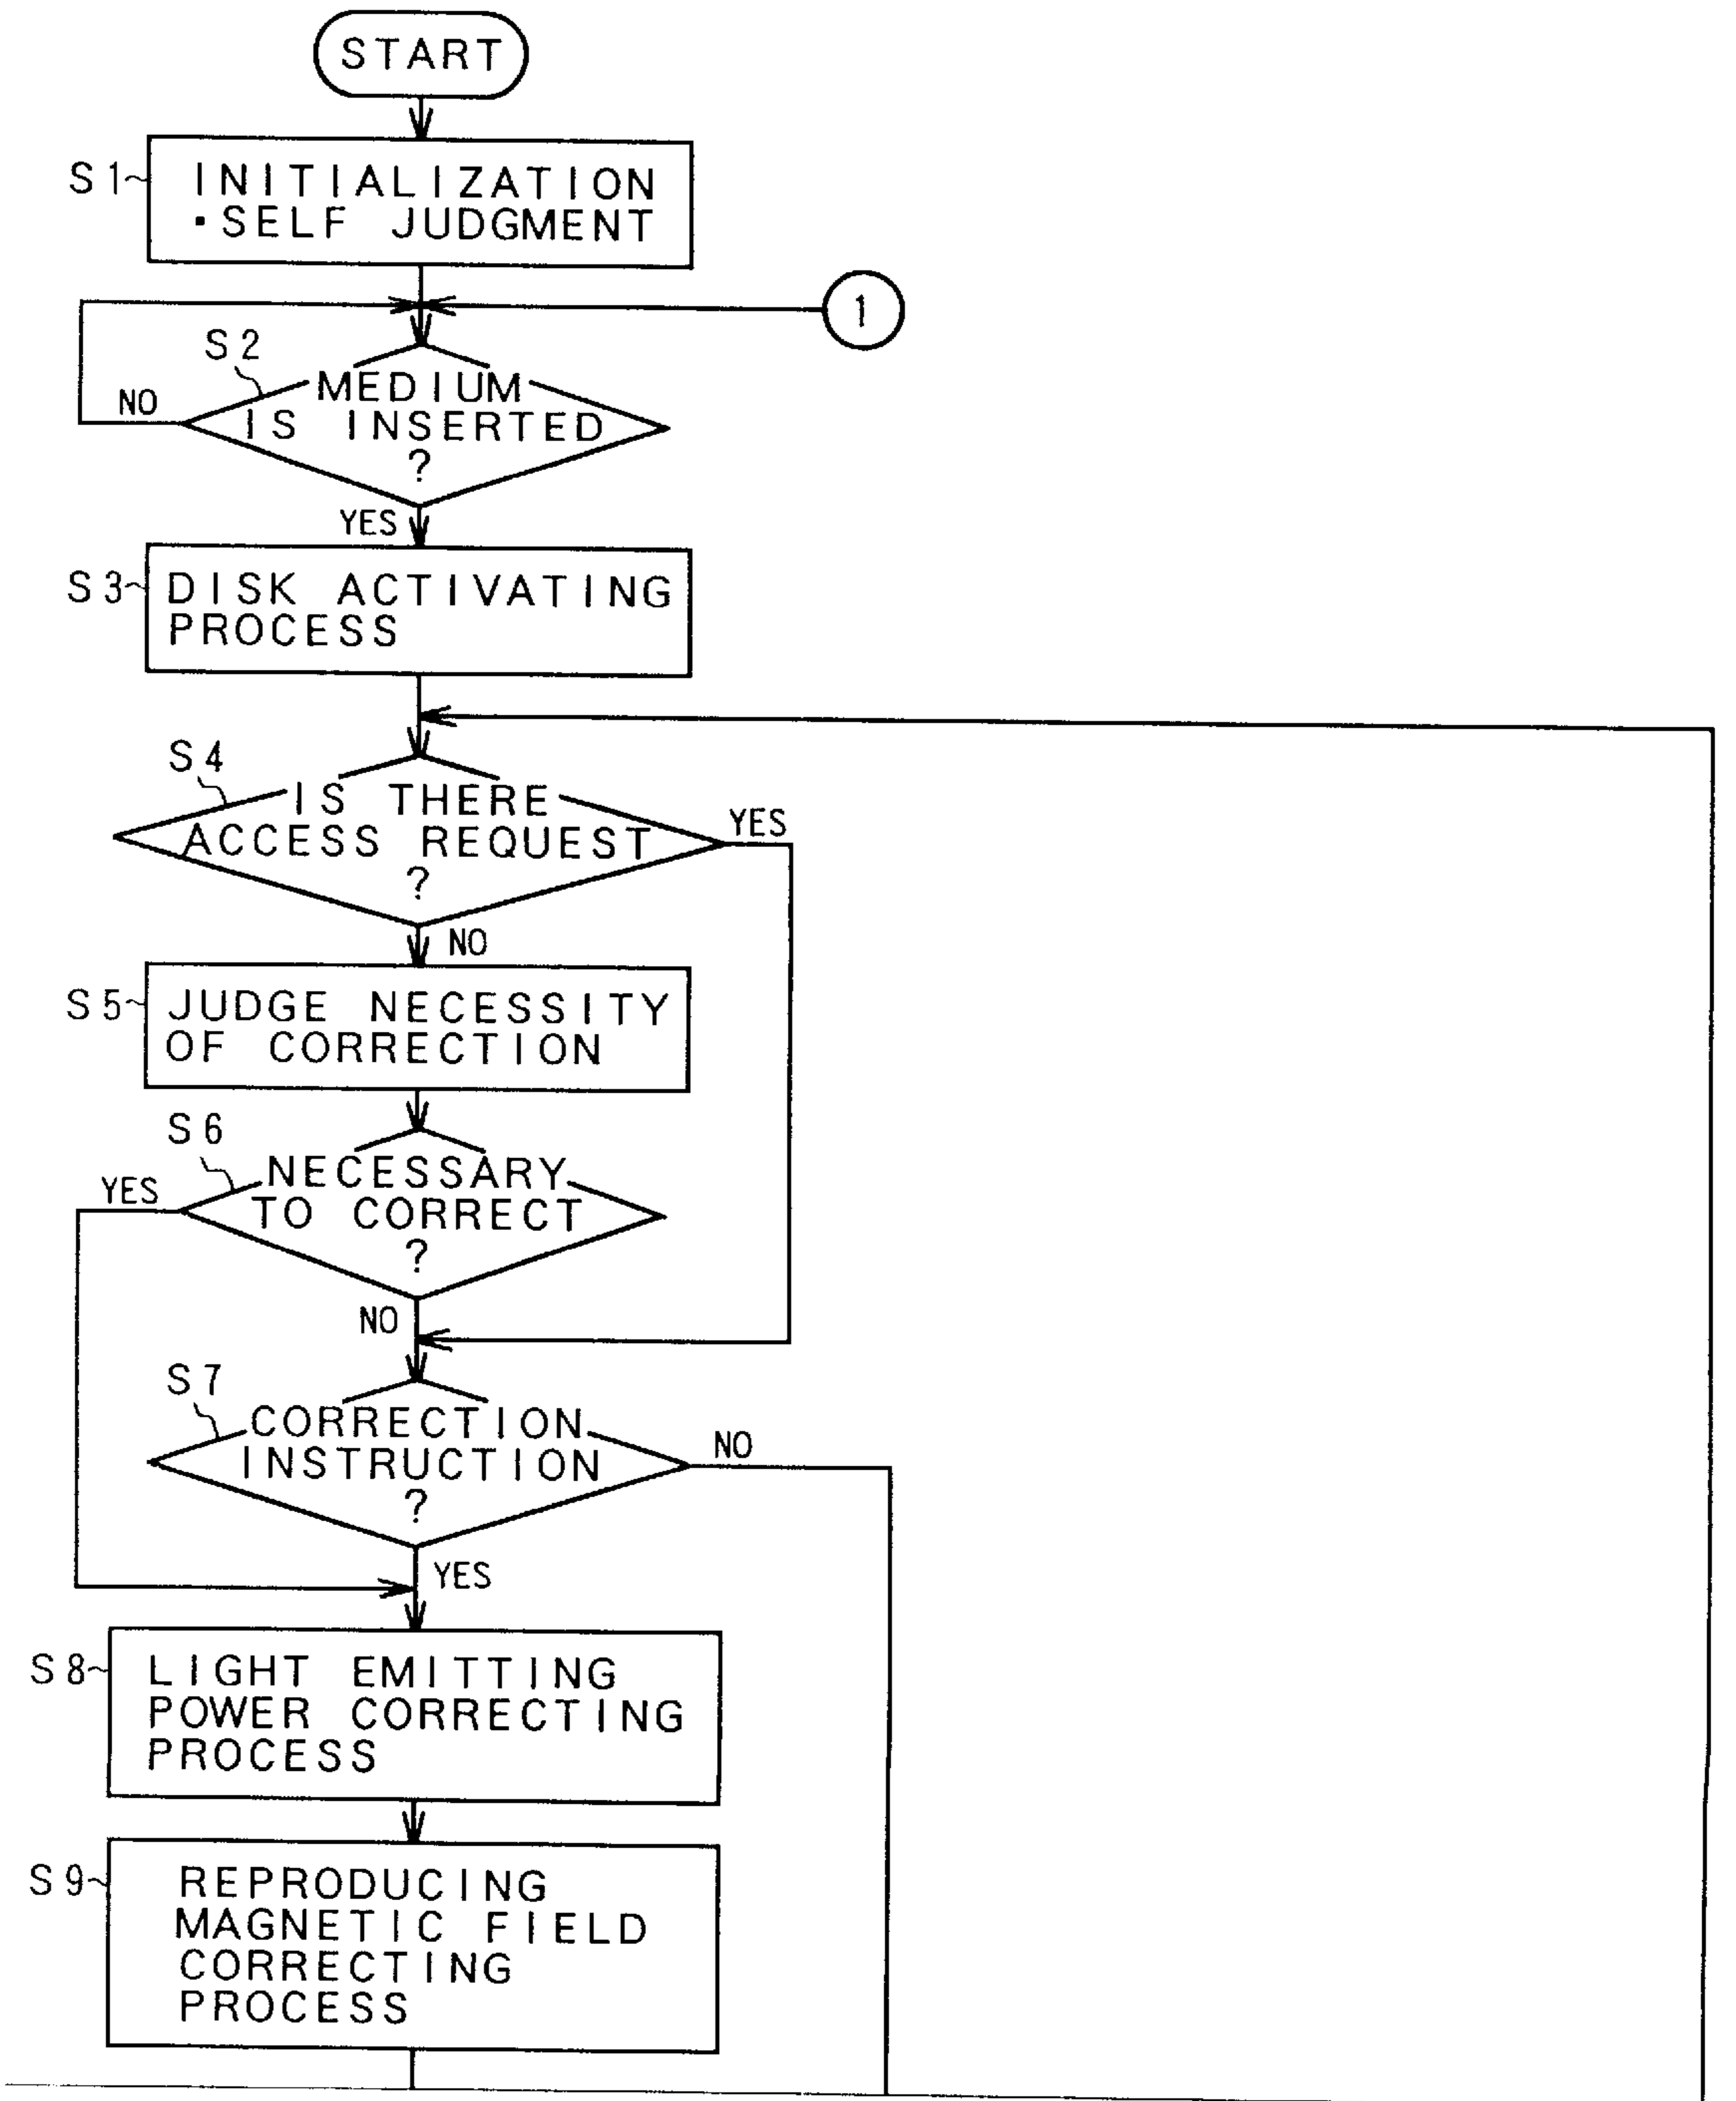 START
S1
INITIALIZATION
·SELF JUDGMENT
1
S2
MEDIUM
IS INSERTED
?
NO
YES
S3
DISK ACTIVATING
PROCESS
S4
IS THERE
ACCESS REQUEST
?
YES
NO
S5
JUDGE NECESSITY
OF CORRECTION
S6
NECESSARY
TO CORRECT
?
YES
NO
S7
CORRECTION
INSTRUCTION
?
NO
YES
S8
LIGHT EMITTING
POWER CORRECTING
PROCESS
S9
REPRODUCING
MAGNETIC FIELD
CORRECTING
PROCESS